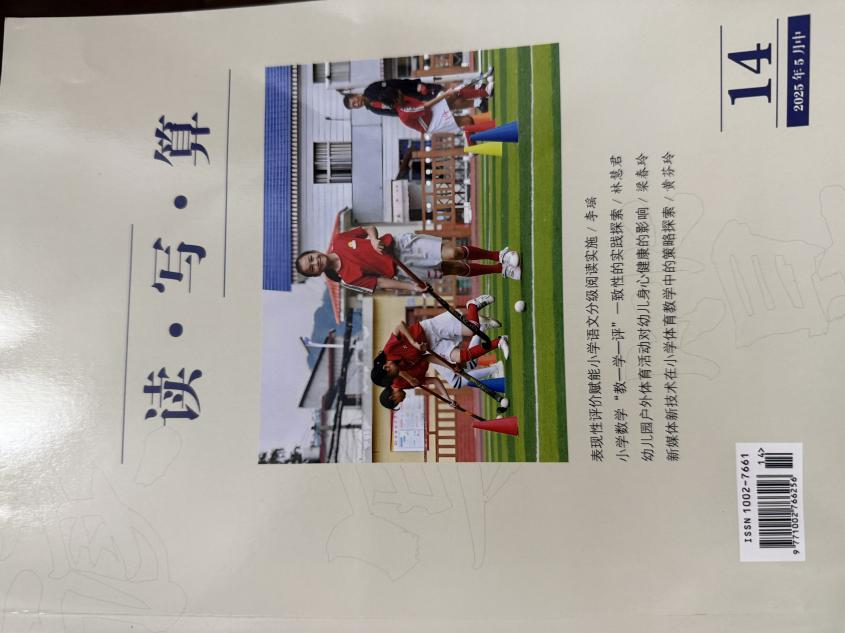 读·写·算
14
2025年5月中
表现性评价赋能小学语文分级阅读实施 / 李瑶
小学数学“教—学—评”一致性的实践探索 / 林慧君
幼儿园户外体育活动对幼儿身心健康的影响 / 梁春玲
新媒体新技术在小学体育教学中的策略探索 / 黄芬玲
ISSN 1002-7661
14>
9 771002 766256